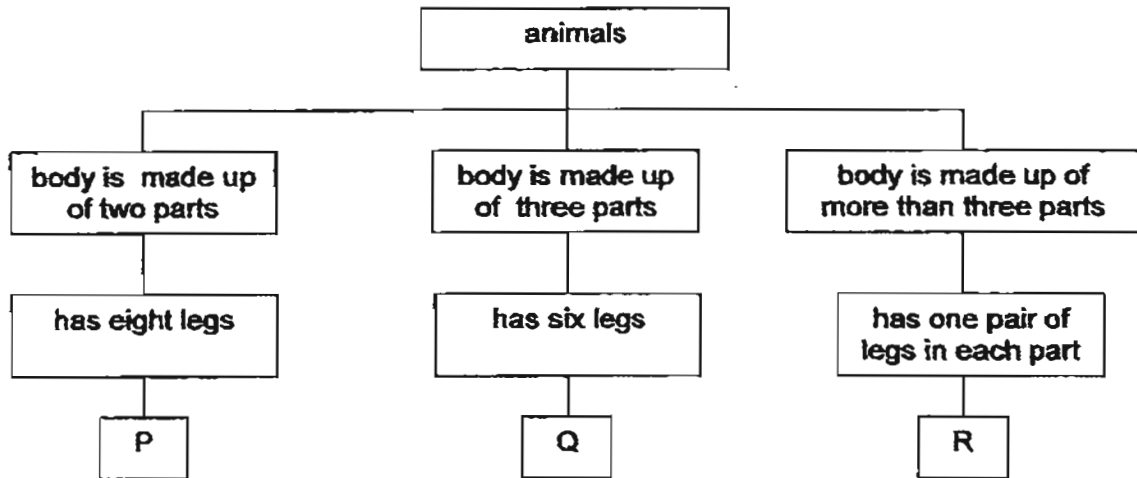 animals
body is made up
of two parts
body is made up
of three parts
body is made up of
more than three parts
has eight legs
has six legs
has one pair of
legs in each part
P
Q
R